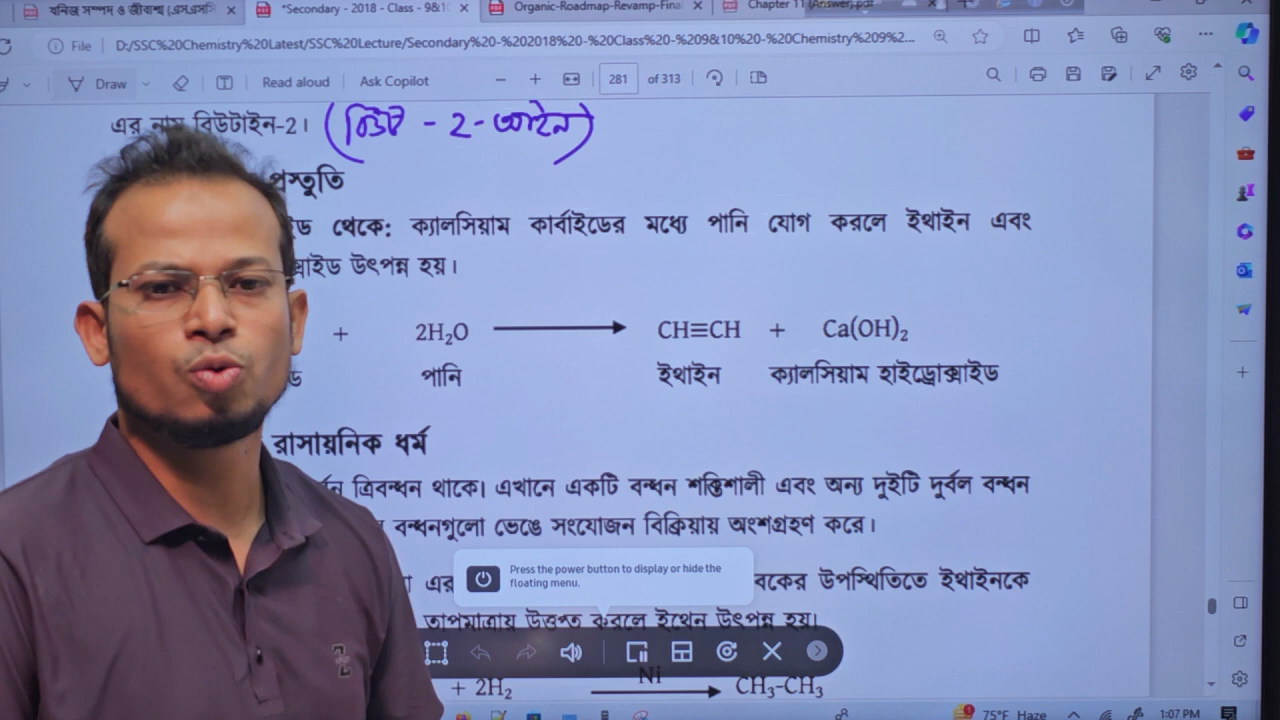 খনিজ সম্পদ ও জীবাশ্ম (এসএসসি
*Secondary - 2018 - Class - 9&1
Organic-Roadmap-Revamp-Fina
Chapter 11 (Answer).pdf
File D:/SSC%20Chemistry%20Latest/SSC%20Lecture/Secondary%20-%202018%20-%20Class%20-%209&10%20-%20Chemistry%209%2...
Draw Read aloud Ask Copilot 281 of 313
এর নাম বিউটাইন-2। (বিউট - 2 - আইন)
প্রস্তুতি
ইড থেকে: ক্যালসিয়াম কার্বাইডের মধ্যে পানি যোগ করলে ইথাইন এবং
সাইড উৎপন্ন হয়।
+ 2H₂O ⟶ CH≡CH + Ca(OH)₂
ড পানি ইথাইন ক্যালসিয়াম হাইড্রোক্সাইড
রাসায়নিক ধর্ম
ত্রিবন্ধন থাকে। এখানে একটি বন্ধন শক্তিশালী এবং অন্য দুইটি দুর্বল বন্ধন
বন্ধনগুলো ভেঙে সংযোজন বিক্রিয়ায় অংশগ্রহণ করে।
Press the power button to display or hide the
floating menu.
এর বকের উপস্থিতিতে ইথাইনকে
তাপমাত্রায় উত্তপ্ত করলে ইথেন উৎপন্ন হয়।
Ni
+ 2H₂ ⟶ CH₃-CH₃
75°F Haze 1:07 PM